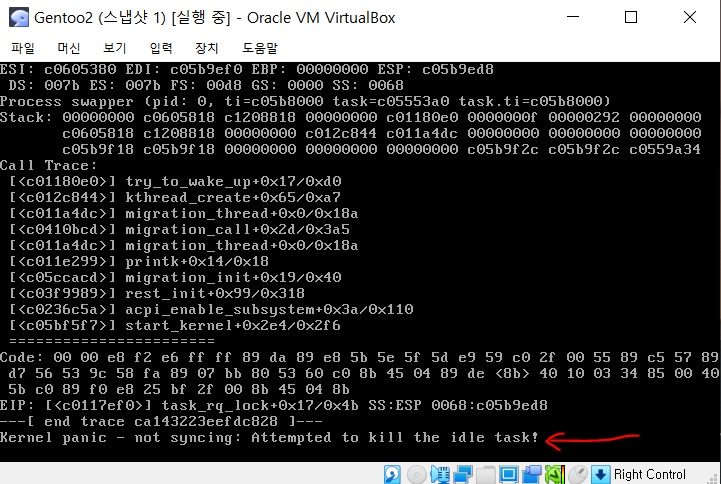 Gentoo2 (스냅샷 1) [실행 중] - Oracle VM VirtualBox
파일 머신 보기 입력 장치 도움말
ESI: c0605380 EDI: c05b9ef0 EBP: 00000000 ESP: c05b9ed8
DS: 007b ES: 007b FS: 00d8 GS: 0000 SS: 0068
Process swapper (pid: 0, ti=c05b8000 task=c05553a0 task.ti=c05b8000)
Stack: 00000000 c0605818 c1208818 00000000 c01180e0 0000000f 00000292 00000000
c0605818 c1208818 00000000 c012c844 c011a4dc 00000000 00000000 00000000
c05b9f18 c05b9f18 00000000 00000000 00000000 c05b9f2c c05b9f2c c0559a34
Call Trace:
[<c01180e0>] try_to_wake_up+0x17/0xd0
[<c012c844>] kthread_create+0x65/0xa7
[<c011a4dc>] migration_thread+0x0/0x18a
[<c0410bcd>] migration_call+0x2d/0x3a5
[<c011a4dc>] migration_thread+0x0/0x18a
[<c011e299>] printk+0x14/0x18
[<c05ccacd>] migration_init+0x19/0x40
[<c03f9989>] rest_init+0x99/0x318
[<c0236c5a>] acpi_enable_subsystem+0x3a/0x110
[<c05bf5f7>] start_kernel+0x2e4/0x2f6
=======================
Code: 00 00 e8 f2 e6 ff ff 89 da 89 e8 5b 5e 5f 5d e9 59 c0 2f 00 55 89 c5 57 89
d7 56 53 9c 58 fa 89 07 bb 80 53 60 c0 8b 45 04 89 de <8b> 40 10 03 34 85 00 40
5b c0 89 f0 e8 25 bf 2f 00 8b 45 04 8b
EIP: [<c0117ef0>] task_rq_lock+0x17/0x4b SS:ESP 0068:c05b9ed8
---[ end trace ca143223eefdc828 ]---
Kernel panic - not syncing: Attempted to kill the idle task!
Right Control